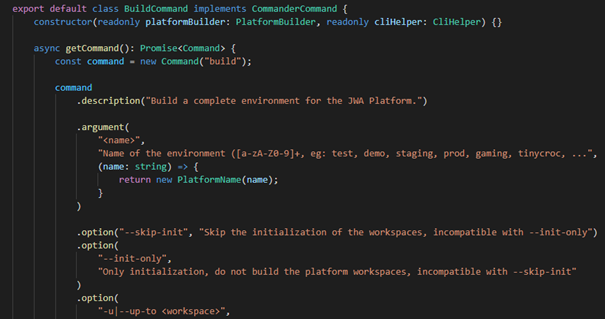 export default class BuildCommand implements CommanderCommand {
constructor(readonly platformBuilder: PlatformBuilder, readonly cliHelper: CliHelper) {}
async getCommand(): Promise<Command> {
const command = new Command("build");
command
.description("Build a complete environment for the JWA Platform.")
.argument(
"<name>",
"Name of the environment ([a-zA-Z0-9]+, eg: test, demo, staging, prod, gaming, tinycroc, ...",
(name: string) => {
return new PlatformName(name);
}
)
.option("--skip-init", "Skip the initialization of the workspaces, incompatible with --init-only")
.option(
"--init-only",
"Only initialization, do not build the platform workspaces, incompatible with --skip-init"
)
.option(
"-u|--up-to <workspace>",